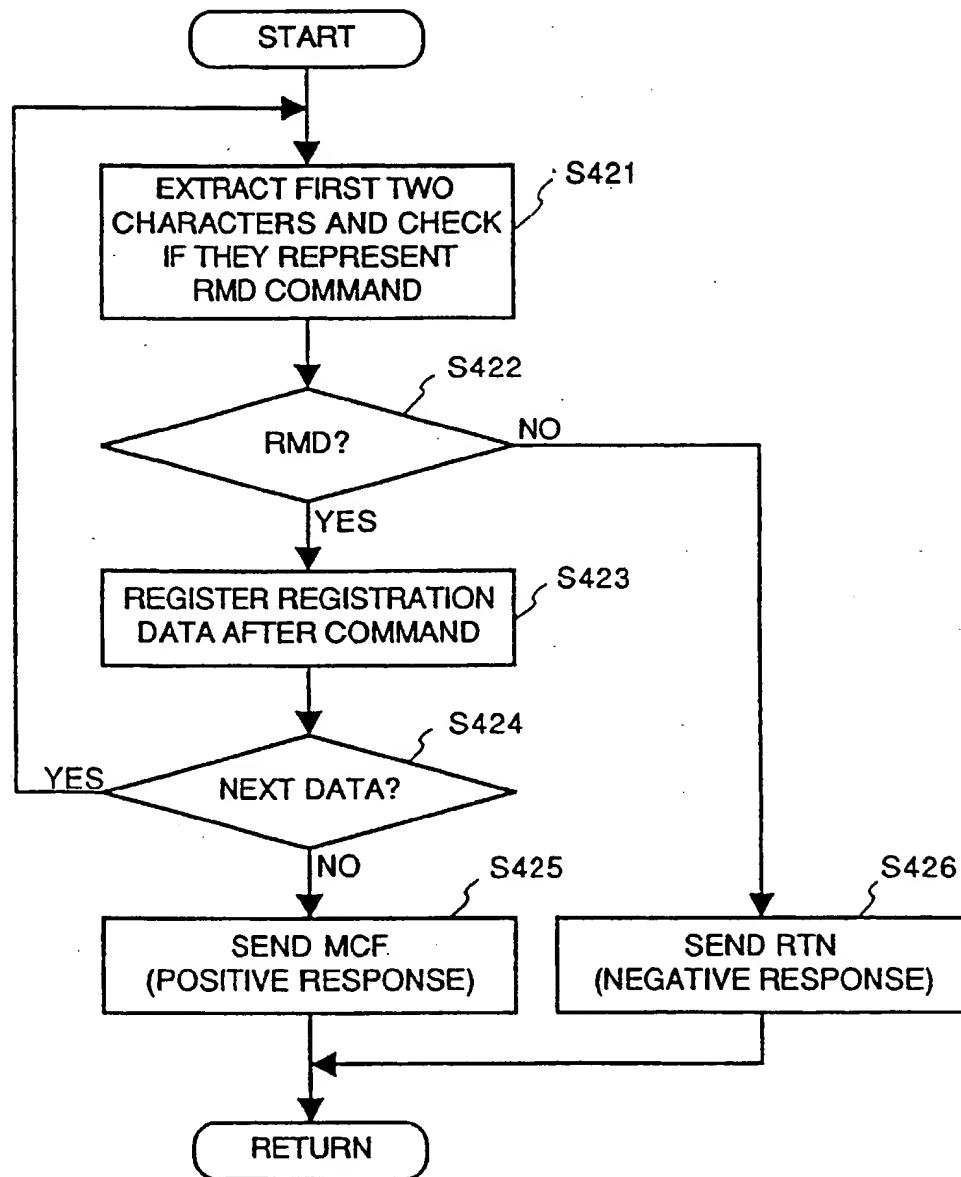 START
EXTRACT FIRST TWO
CHARACTERS AND CHECK
IF THEY REPRESENT
RMD COMMAND
S421
S422
RMD?
NO
YES
REGISTER REGISTRATION
DATA AFTER COMMAND
S423
S424
NEXT DATA?
YES
NO
S425
SEND MCF
(POSITIVE RESPONSE)
S426
SEND RTN
(NEGATIVE RESPONSE)
RETURN